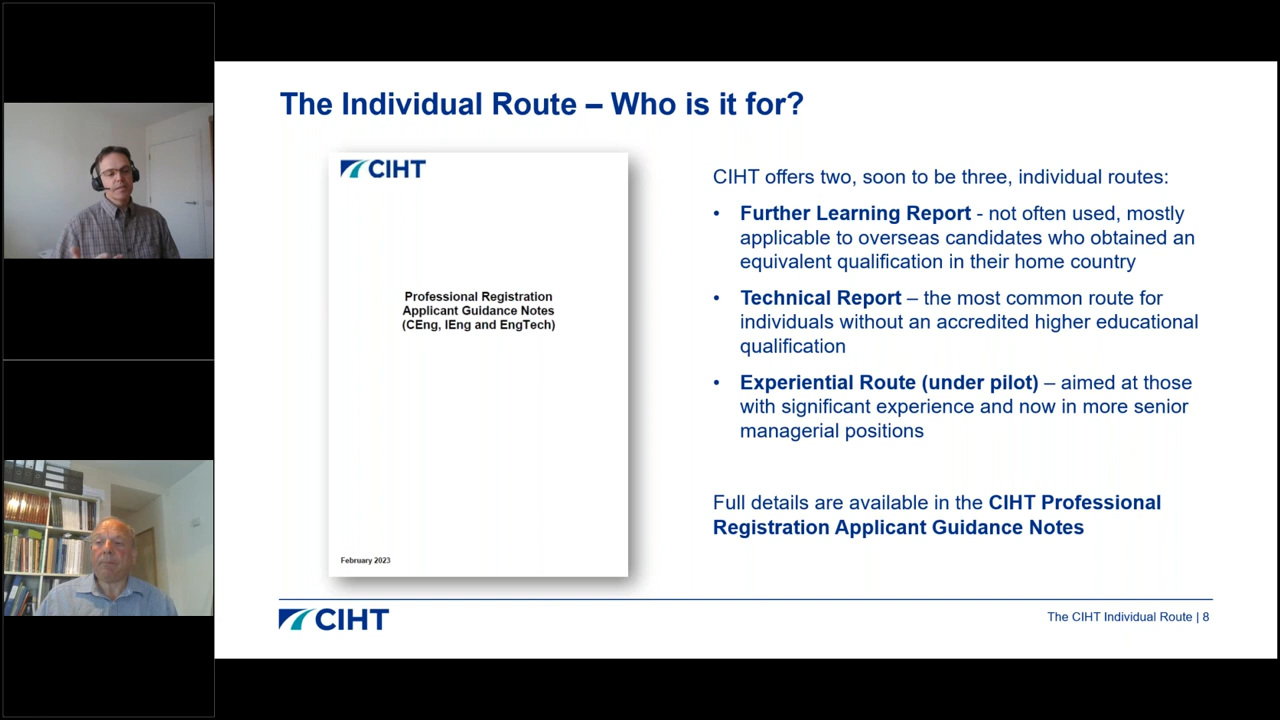 The Individual Route – Who is it for?
CIHT
Professional Registration
Applicant Guidance Notes
(CEng, IEng and EngTech)
February 2023
CIHT offers two, soon to be three, individual routes:
• Further Learning Report - not often used, mostly
applicable to overseas candidates who obtained an
equivalent qualification in their home country
• Technical Report – the most common route for
individuals without an accredited higher educational
qualification
• Experiential Route (under pilot) – aimed at those
with significant experience and now in more senior
managerial positions
Full details are available in the CIHT Professional
Registration Applicant Guidance Notes
CIHT
The CIHT Individual Route | 8